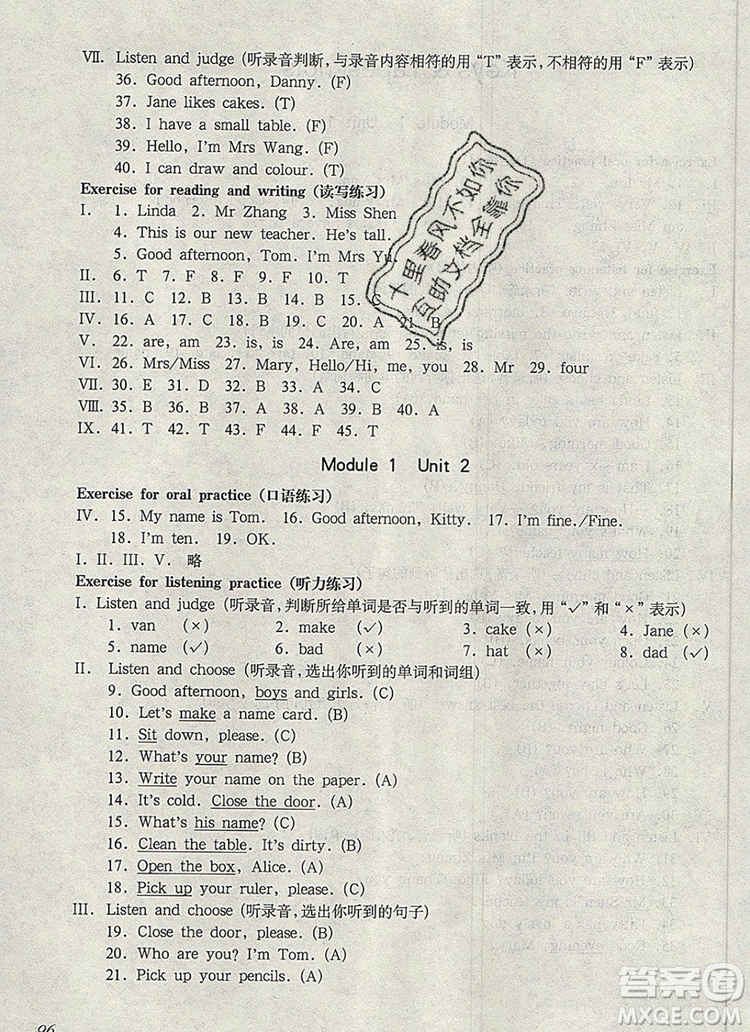 Ⅶ. Listen and judge (听录音判断,与录音内容相符的用“T”表示,不相符的用“F”表示)
36. Good afternoon, Danny. (F)
37. Jane likes cakes. (T)
38. I have a small table. (F)
39. Hello, I'm Mrs Wang. (F)
40. I can draw and colour. (T)
Exercise for reading and writing (读写练习)
Ⅰ. 1. Linda 2. Mr Zhang 3. Miss Shen
4. This is our new teacher. He's tall.
5. Good afternoon, Tom. I'm Mrs Yu.
Ⅱ. 6. T 7. F 8. F 9. F 10. T
Ⅲ. 11. B 12. C 13. B 14. B 15. C
Ⅳ. 16. A 17. C 18. C 19. B 20. A 21. B
Ⅴ. 22. are, am 23. is, is 24. Are, am 25. is, is
Ⅵ. 26. Mrs/Miss 27. Mary, Hello/Hi, me, you 28. Mr 29. four
Ⅶ. 30. E 31. D 32. B 33. A 34. C
Ⅷ. 35. B 36. B 37. A 38. A 39. B 40. A
Ⅸ. 41. T 42. F 43. T 44. F 45. T
Module 1 Unit 2
Exercise for oral practice (口语练习)
Ⅳ. 15. My name is Tom. 16. Good afternoon, Kitty. 17. I'm fine./Fine.
18. I'm ten. 19. OK.
Ⅰ. Ⅱ. Ⅲ. Ⅴ. 略
Exercise for listening practice (听力练习)
Ⅰ. Listen and judge (听录音,判断所给单词是否与听到的单词一致,用“✓”和“×”表示)
1. van (×) 2. make (✓) 3. cake (×) 4. Jane (×)
5. name (✓) 6. bad (✓) 7. hat (×) 8. dad (✓)
Ⅱ. Listen and choose (听录音,选出你听到的单词和词组)
9. Good afternoon, boys and girls. (C)
10. Let's make a name card. (B)
11. Sit down, please. (C)
12. What's your name? (B)
13. Write your name on the paper. (A)
14. It's cold. Close the door. (A)
15. What's his name? (A)
16. Clean the table. It's dirty. (B)
17. Open the box, Alice. (A)
18. Pick up your ruler, please. (C)
Ⅲ. Listen and choose (听录音,选出你听到的句子)
19. Close the door, please. (B)
20. Who are you? I'm Tom. (A)
21. Pick up your pencils. (A)
96
十里春风不如你
互助文档全靠你
答案圈
MXQE.COM